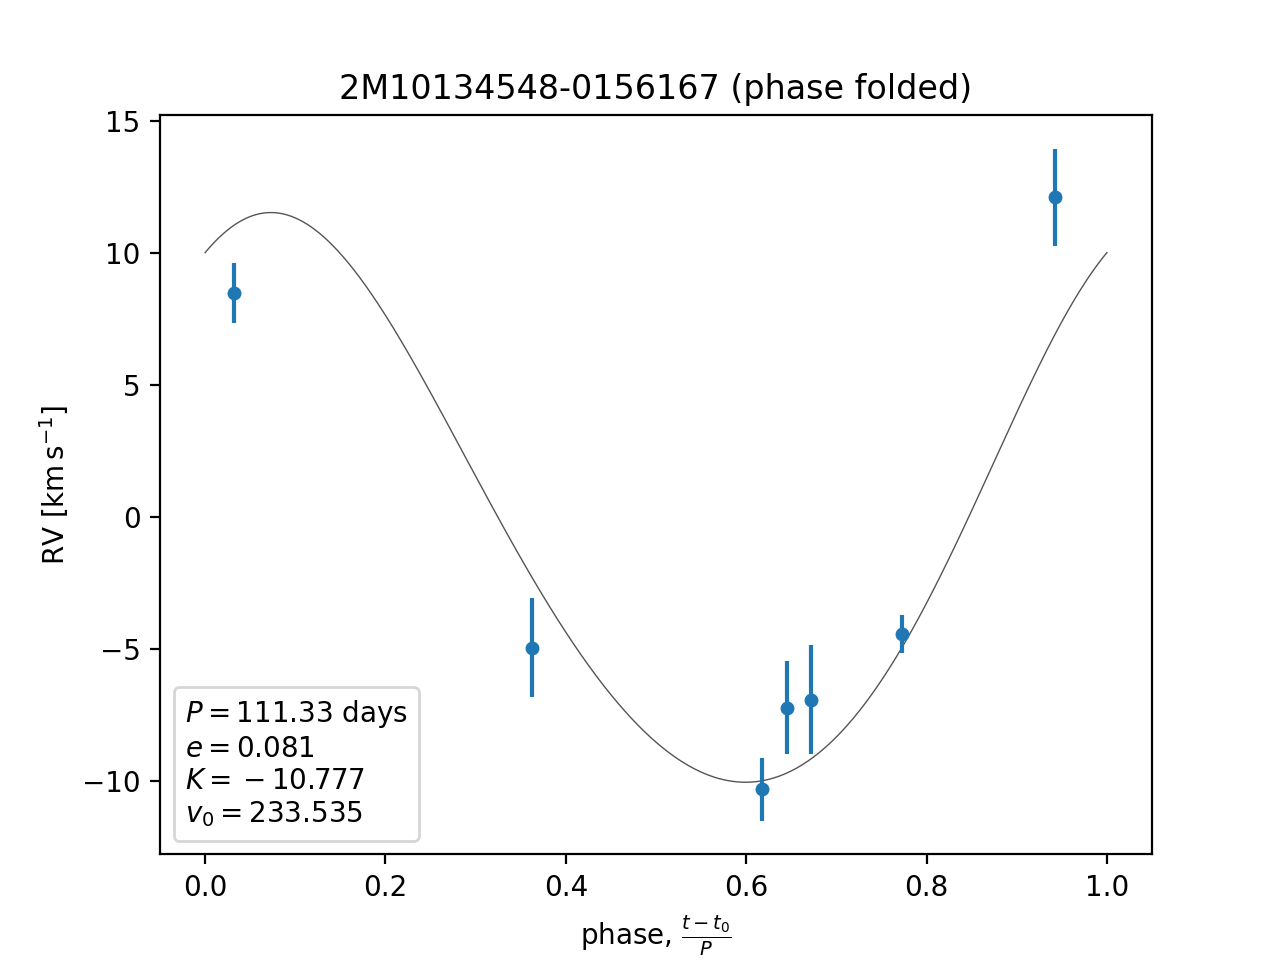 2M10134548-0156167 (phase folded)
15
10
5
0
−5
−10
RV [km s⁻¹]
P = 111.33 days
e = 0.081
K = −10.777
v₀ = 233.535
0.0 0.2 0.4 0.6 0.8 1.0
phase, (t−t₀)/P